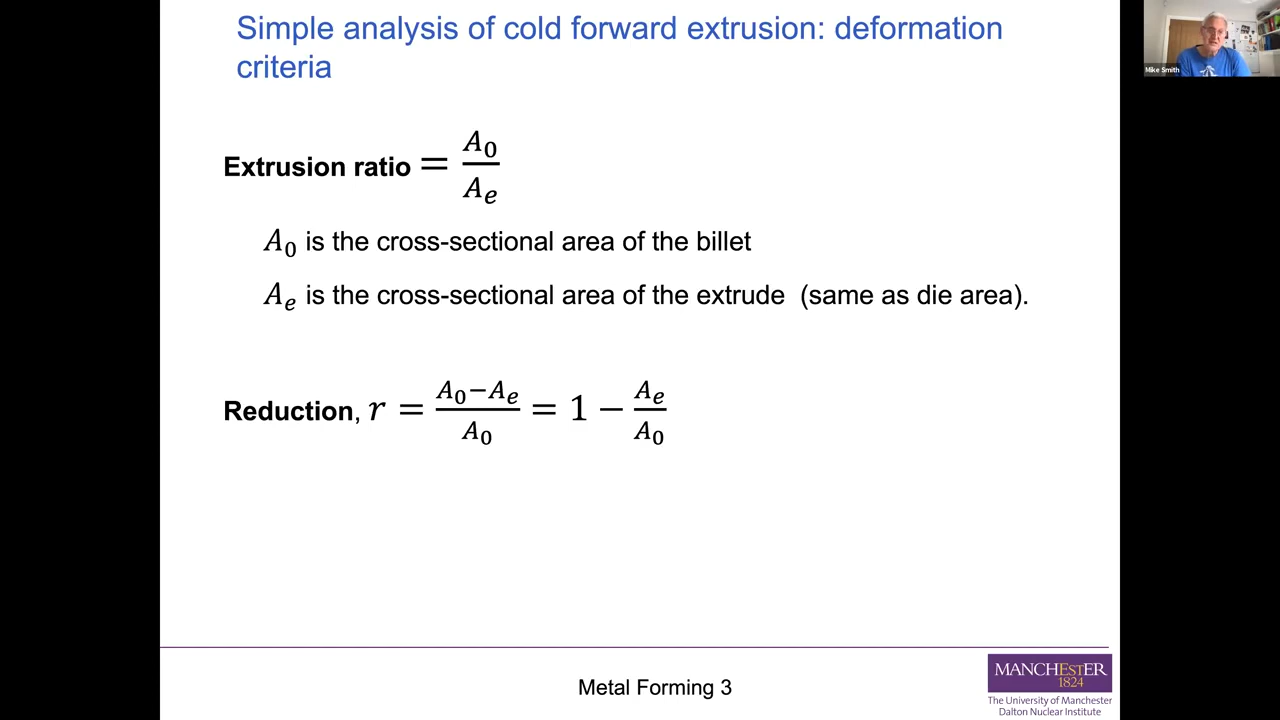 Simple analysis of cold forward extrusion: deformation
criteria
Mike Smith
Extrusion ratio = A₀/Aₑ
A₀ is the cross-sectional area of the billet
Aₑ is the cross-sectional area of the extrude (same as die area).
Reduction, r = (A₀−Aₑ)/A₀ = 1 − Aₑ/A₀
Metal Forming 3
MANCHESTER
1824
The University of Manchester
Dalton Nuclear Institute